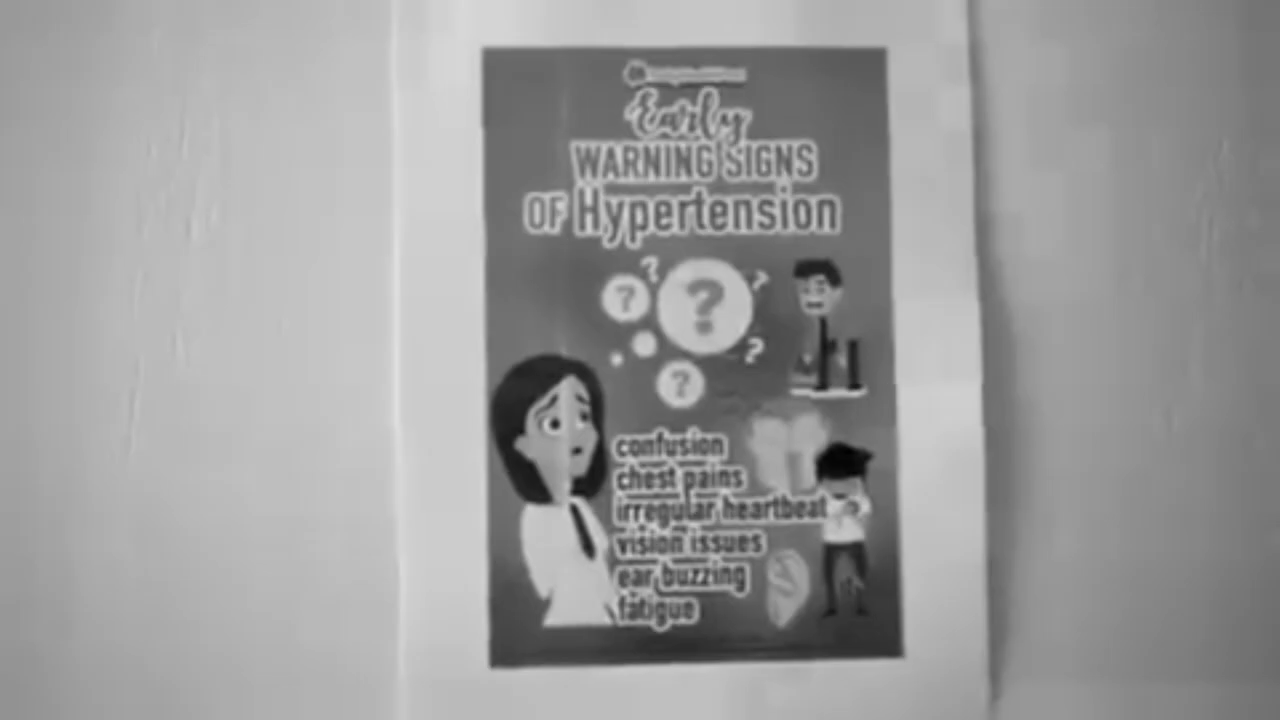 Early
WARNING SIGNS
OF Hypertension
?
? ? ?
?
?
confusion
chest pains
irregular heartbeat
vision issues
ear buzzing
fatigue